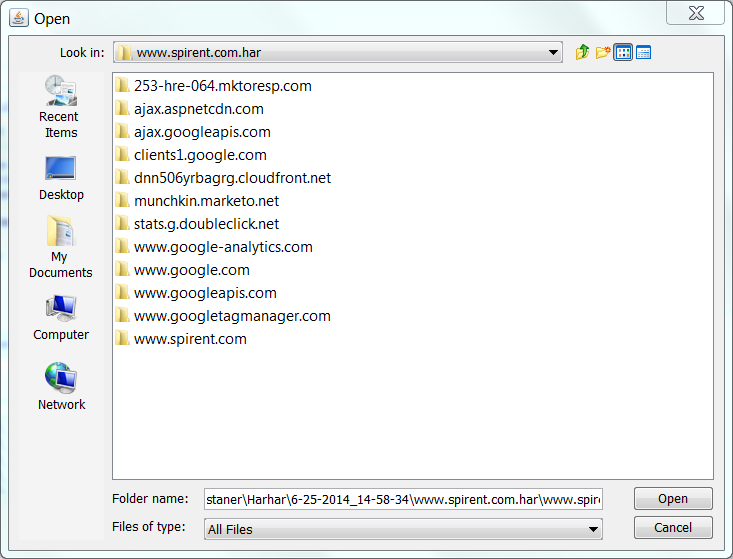 Open
Look in:
www.spirent.com.har
Recent
Items
Desktop
My
Documents
Computer
Network
253-hre-064.mktoresp.com
ajax.aspnetcdn.com
ajax.googleapis.com
clients1.google.com
dnn506yrbagrg.cloudfront.net
munchkin.marketo.net
stats.g.doubleclick.net
www.google-analytics.com
www.google.com
www.googleapis.com
www.googletagmanager.com
www.spirent.com
Folder name:
staner\Harhar\6-25-2014_14-58-34\www.spirent.com.har\www.spire
Open
Files of type:
All Files
Cancel